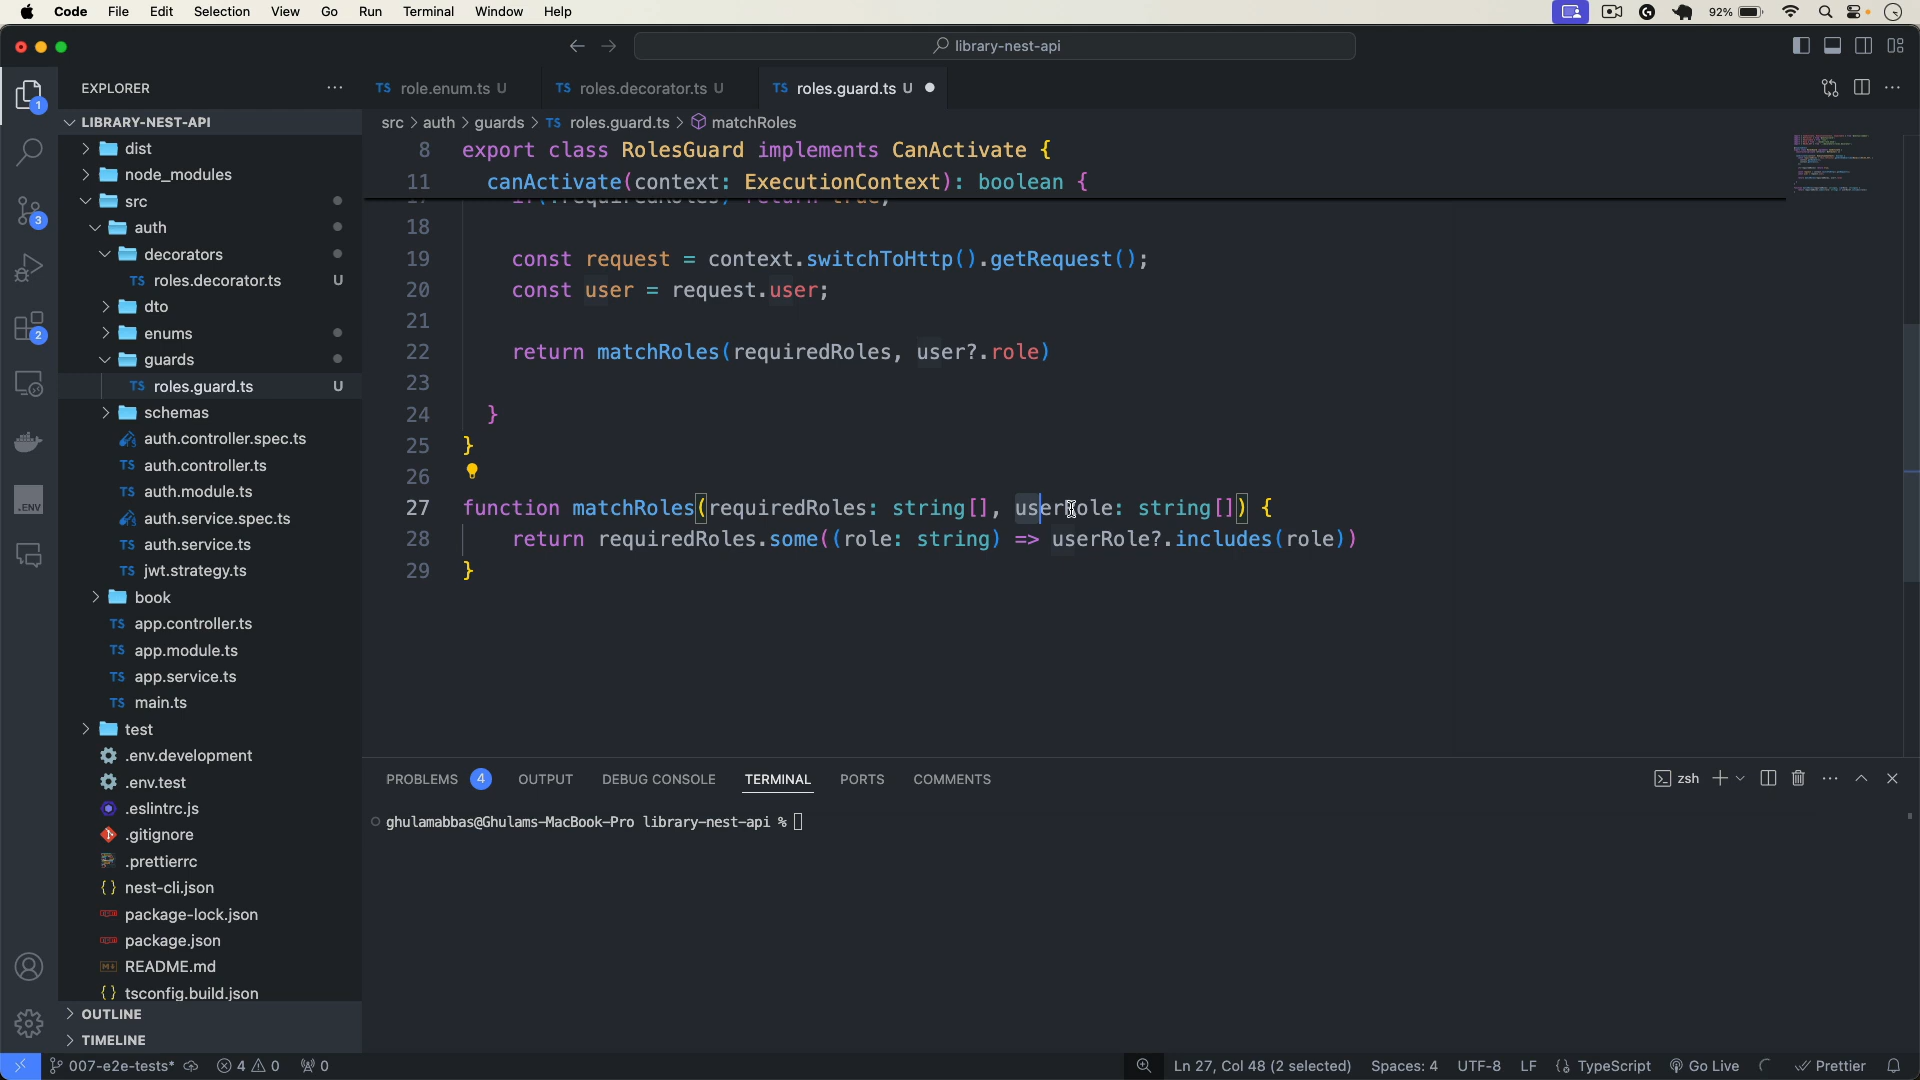 Code File Edit Selection View Go Run Terminal Window Help 92%
library-nest-api
EXPLORER
TS role.enum.ts U
TS roles.decorator.ts U
TS roles.guard.ts U
LIBRARY-NEST-API
src > auth > guards > TS roles.guard.ts > matchRoles
dist
node_modules
src
auth
decorators
TS roles.decorator.ts U
dto
enums
guards
TS roles.guard.ts U
schemas
auth.controller.spec.ts
TS auth.controller.ts
TS auth.module.ts
auth.service.spec.ts
TS auth.service.ts
TS jwt.strategy.ts
book
TS app.controller.ts
TS app.module.ts
TS app.service.ts
TS main.ts
test
.env.development
.env.test
.eslintrc.js
.gitignore
.prettierrc
{} nest-cli.json
package-lock.json
package.json
README.md
{} tsconfig.build.json
OUTLINE
TIMELINE
.ENV
1
3
2
8 export class RolesGuard implements CanActivate {
11 canActivate(context: ExecutionContext): boolean {
17 if(!requiredRoles) return true;
18
19 const request = context.switchToHttp().getRequest();
20 const user = request.user;
21
22 return matchRoles(requiredRoles, user?.role)
23
24 }
25 }
26
27 function matchRoles(requiredRoles: string[], userRole: string[]) {
28 return requiredRoles.some((role: string) => userRole?.includes(role))
29 }
PROBLEMS 4 OUTPUT DEBUG CONSOLE TERMINAL PORTS COMMENTS
zsh
ghulamabbas@Ghulams-MacBook-Pro library-nest-api %
007-e2e-tests* 4 0 0 Ln 27, Col 48 (2 selected) Spaces: 4 UTF-8 LF {} TypeScript Go Live Prettier